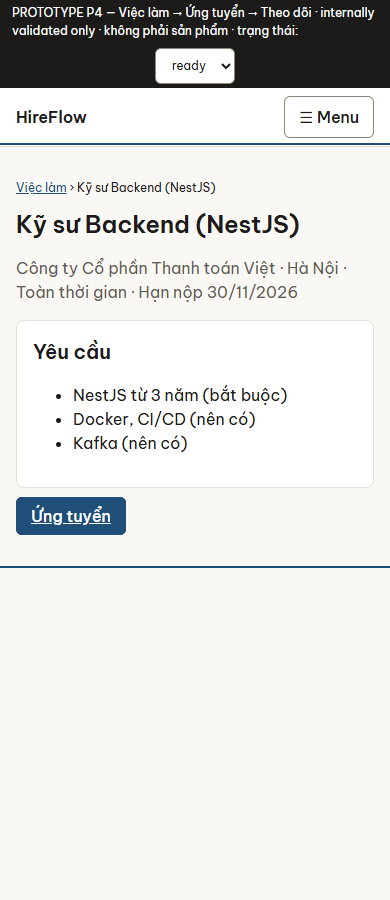 PROTOTYPE P4 — Việc làm → Ứng tuyển → Theo dõi · internally
validated only · không phải sản phẩm · trạng thái:
ready
HireFlow
☰ Menu
Việc làm › Kỹ sư Backend (NestJS)
Kỹ sư Backend (NestJS)
Công ty Cổ phần Thanh toán Việt · Hà Nội ·
Toàn thời gian · Hạn nộp 30/11/2026
Yêu cầu
• NestJS từ 3 năm (bắt buộc)
• Docker, CI/CD (nên có)
• Kafka (nên có)
Ứng tuyển